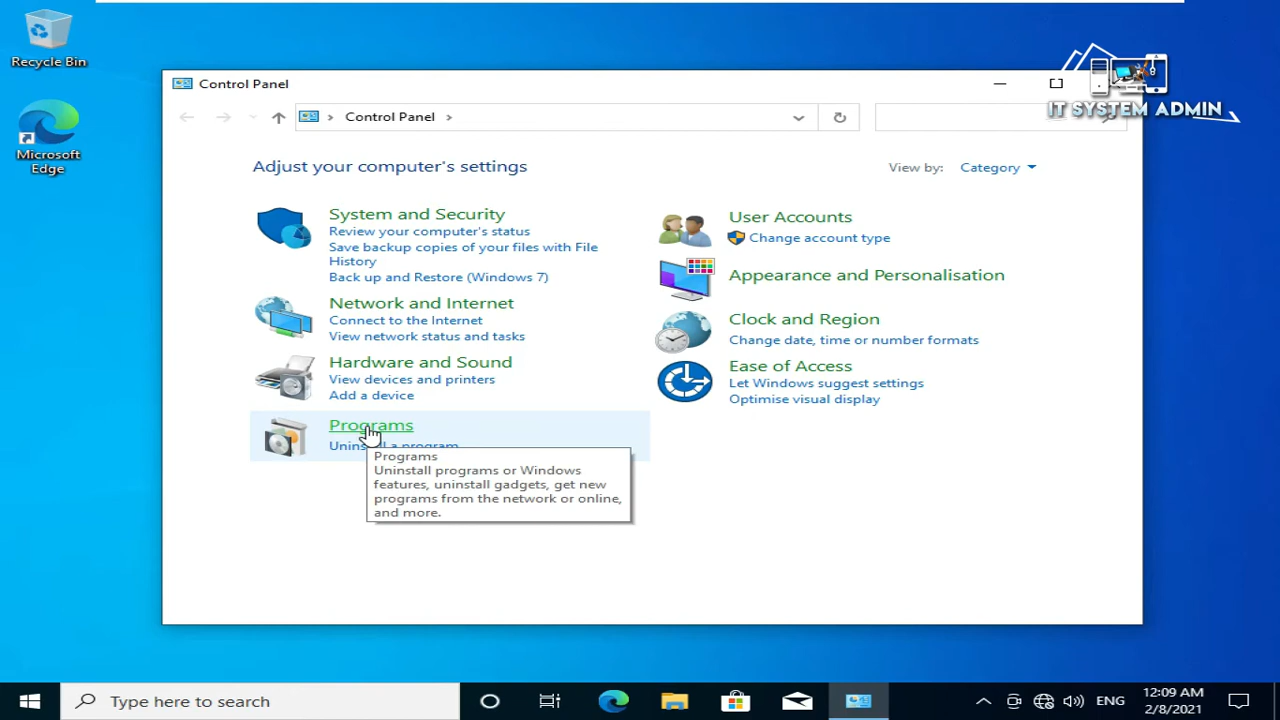 Recycle Bin
Microsoft
Edge
Control Panel
IT SYSTEM ADMIN
Control Panel
Adjust your computer's settings
View by: Category
System and Security
Review your computer's status
Save backup copies of your files with File
History
Back up and Restore (Windows 7)
Network and Internet
Connect to the Internet
View network status and tasks
Hardware and Sound
View devices and printers
Add a device
Programs
Uninstall a program
Programs
Uninstall programs or Windows
features, uninstall gadgets, get new
programs from the network or online,
and more.
User Accounts
Change account type
Appearance and Personalisation
Clock and Region
Change date, time or number formats
Ease of Access
Let Windows suggest settings
Optimise visual display
Type here to search
ENG
12:09 AM
2/8/2021